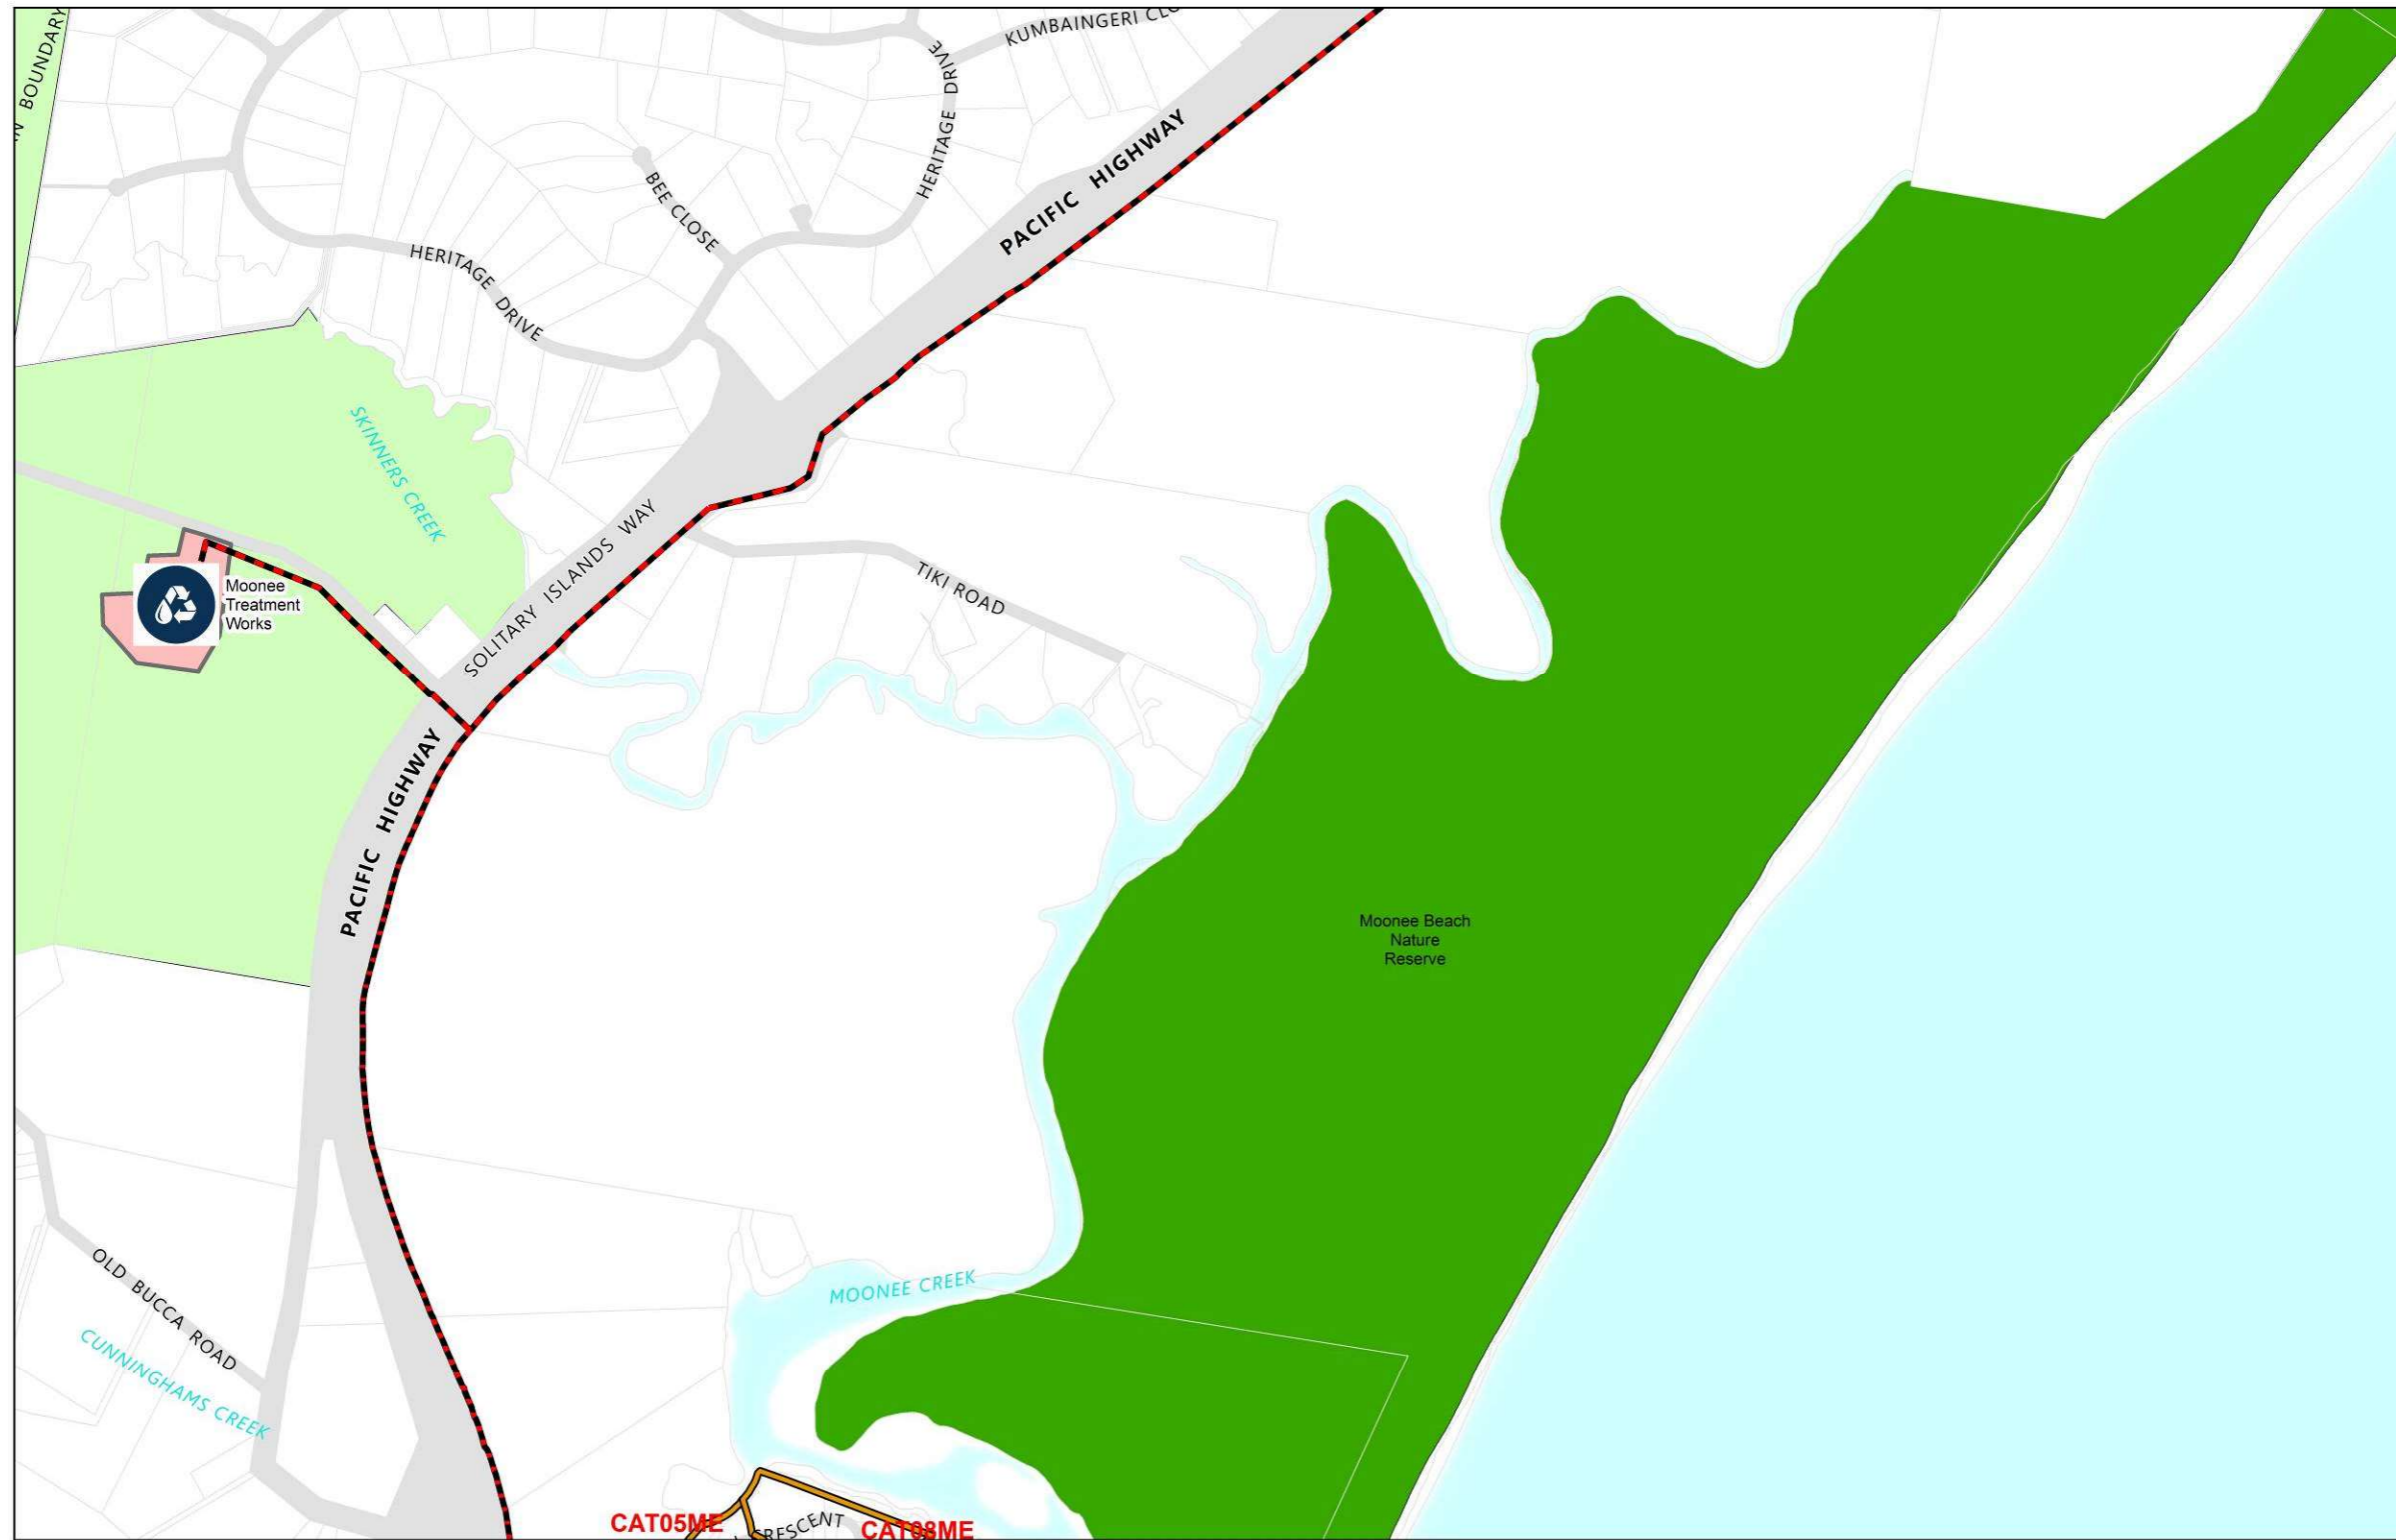 BOUNDARY
KUMBAINGERI
HERITAGE DRIVE
BEE CLOSE
PACIFIC HIGHWAY
HERITAGE DRIVE
SKINNERS CREEK
SOLITARY ISLANDS WAY
TIKI ROAD
Moonee
Treatment
Works
PACIFIC HIGHWAY
Moonee Beach
Nature
Reserve
OLD BUCCA ROAD
CUNNINGHAMS CREEK
MOONEE CREEK
CAT05ME
CRESCENT
CAT08ME